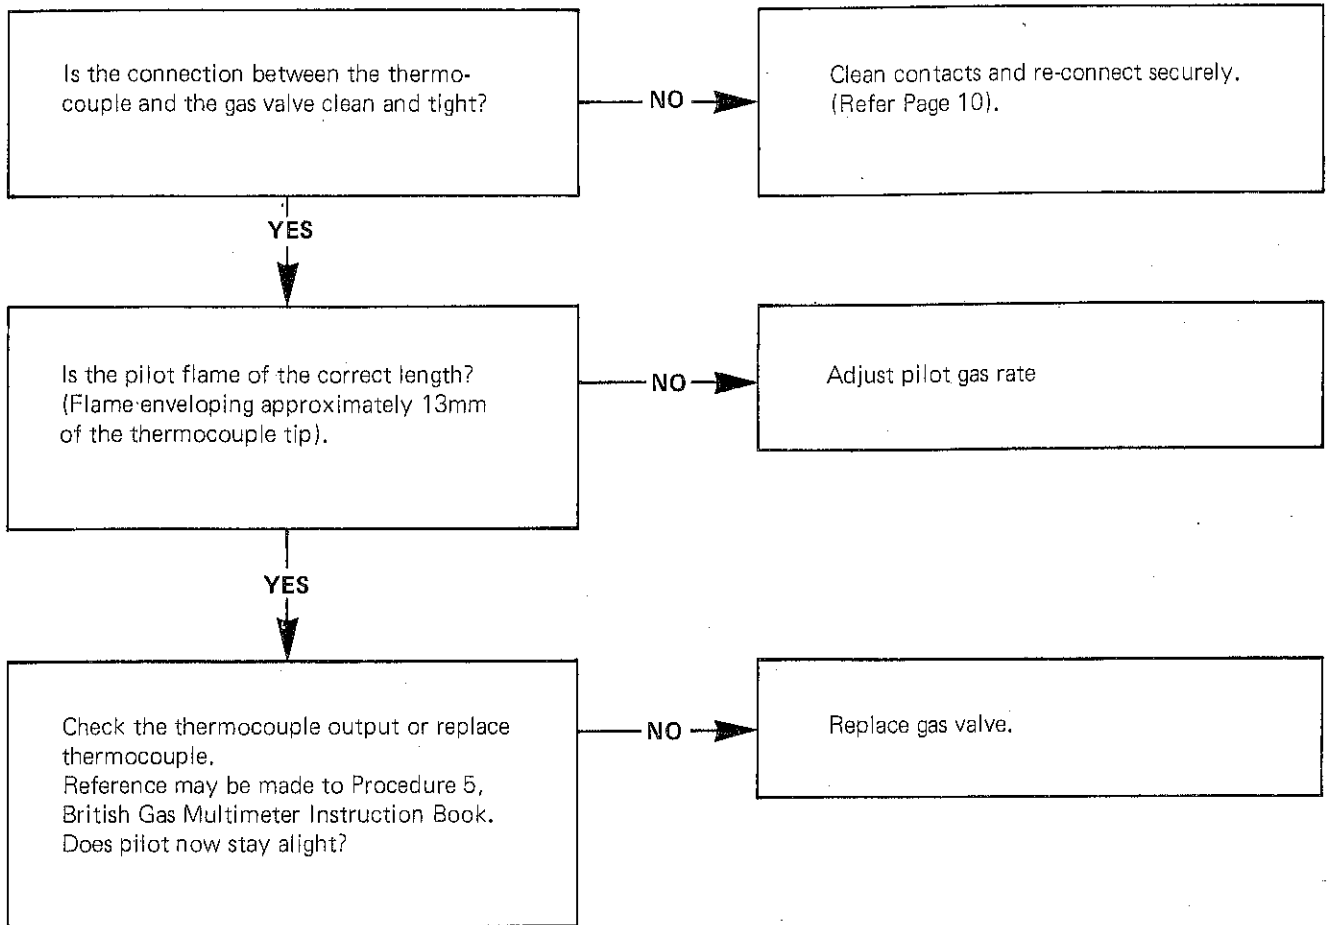 Is the connection between the thermo-
couple and the gas valve clean and tight?
NO
Clean contacts and re-connect securely.
(Refer Page 10).
YES
Is the pilot flame of the correct length?
(Flame enveloping approximately 13mm
of the thermocouple tip).
NO
Adjust pilot gas rate
YES
Check the thermocouple output or replace
thermocouple.
Reference may be made to Procedure 5,
British Gas Multimeter Instruction Book.
Does pilot now stay alight?
NO
Replace gas valve.